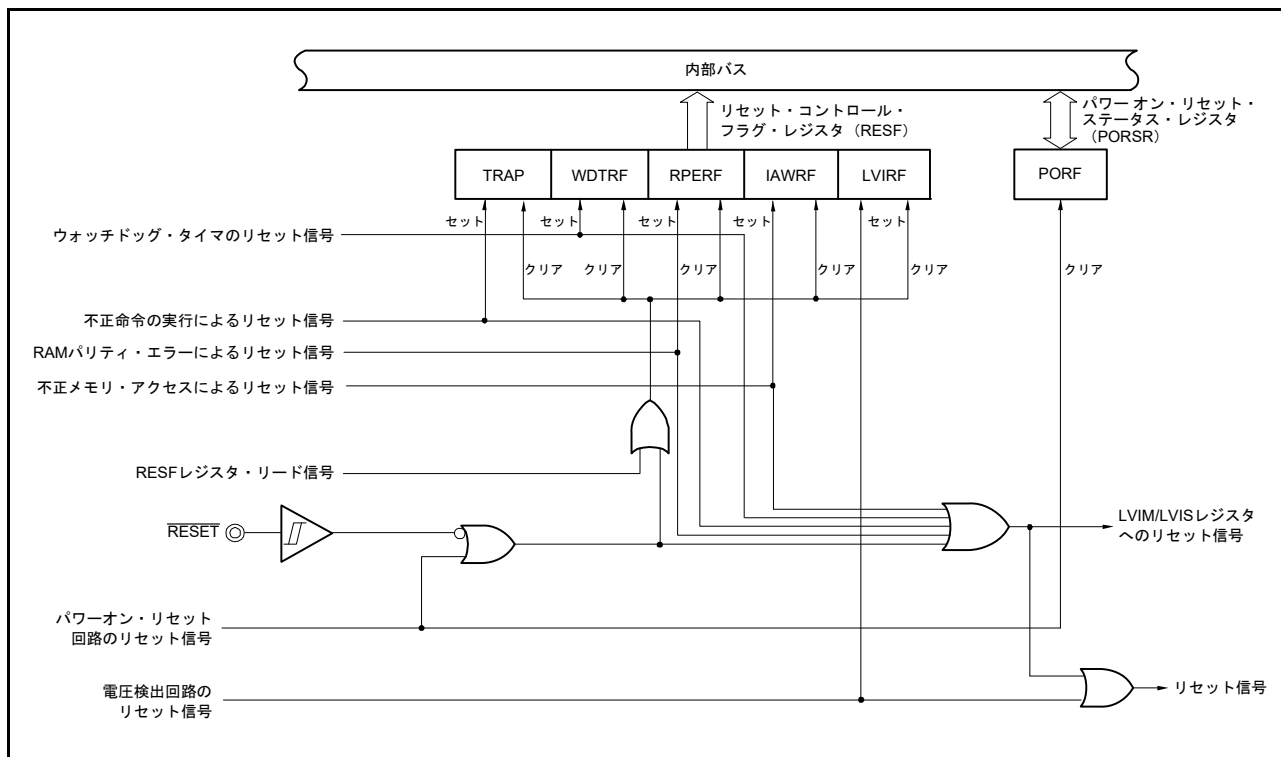 内部バス
リセット・コントロール・
フラグ・レジスタ（RESF）
パワーオン・リセット・
ステータス・レジスタ
（PORSR）
TRAP
WDTRF
RPERF
IAWRF
LVIRF
PORF
セット
セット
セット
セット
セット
ウォッチドッグ・タイマのリセット信号
クリア
クリア
クリア
クリア
クリア
クリア
不正命令の実行によるリセット信号
RAMパリティ・エラーによるリセット信号
不正メモリ・アクセスによるリセット信号
RESFレジスタ・リード信号
RESET
LVIM/LVISレジスタ
へのリセット信号
パワーオン・リセット
回路のリセット信号
電圧検出回路の
リセット信号
リセット信号